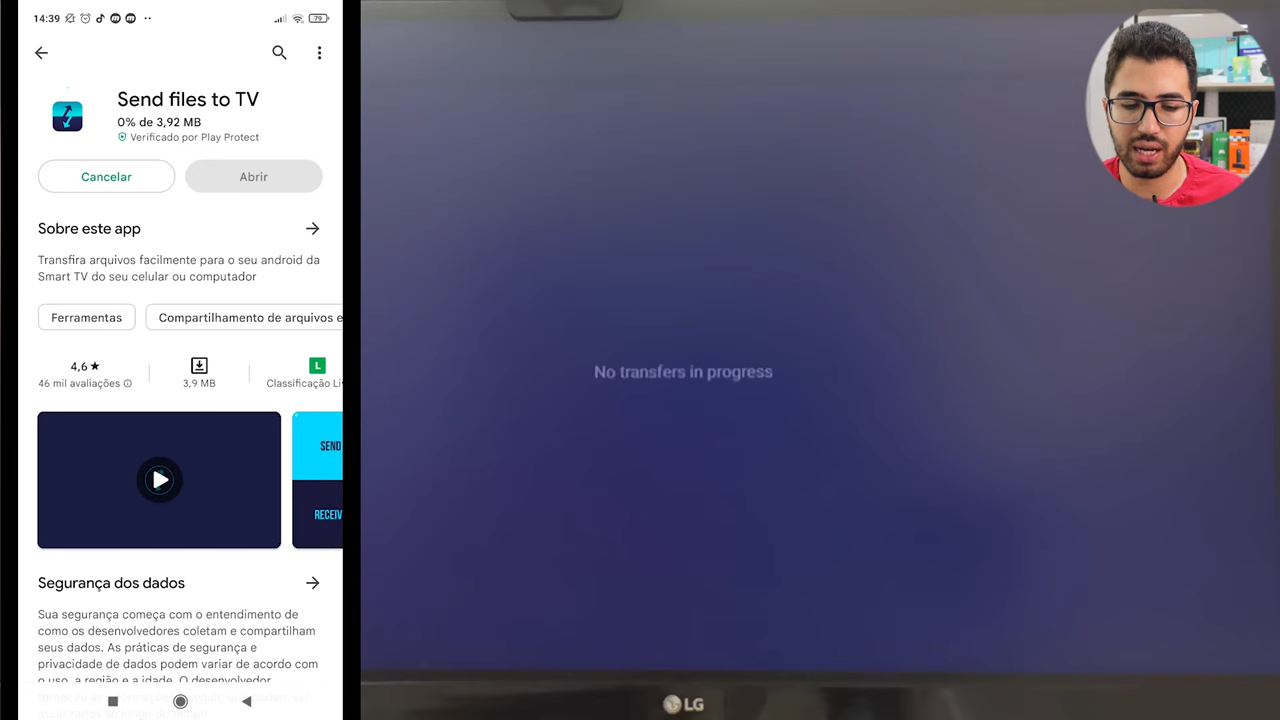 14:39
79
Send files to TV
0% de 3,92 MB
Verificado por Play Protect
Cancelar
Abrir
Sobre este app
Transfira arquivos facilmente para o seu android da
Smart TV do seu celular ou computador
Ferramentas
Compartilhamento de arquivos e
4,6 ★
46 mil avaliações
3,9 MB
L
Classificação Li
SEND
RECEIV
Segurança dos dados
Sua segurança começa com o entendimento de
como os desenvolvedores coletam e compartilham
seus dados. As práticas de segurança e
privacidade de dados podem variar de acordo com
o uso, a região e a idade. O desenvolvedor
No transfers in progress
LG